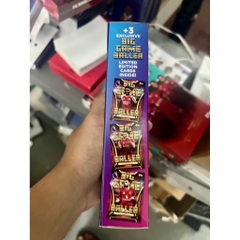 +3
EXCLUSIVE
BIG
GAME
BALLER
LIMITED
EDITION
CARDS
INSIDE!
BIG
GAME
BALLER
BIG
GAME
BALLER
BIG
GAME
BALLER